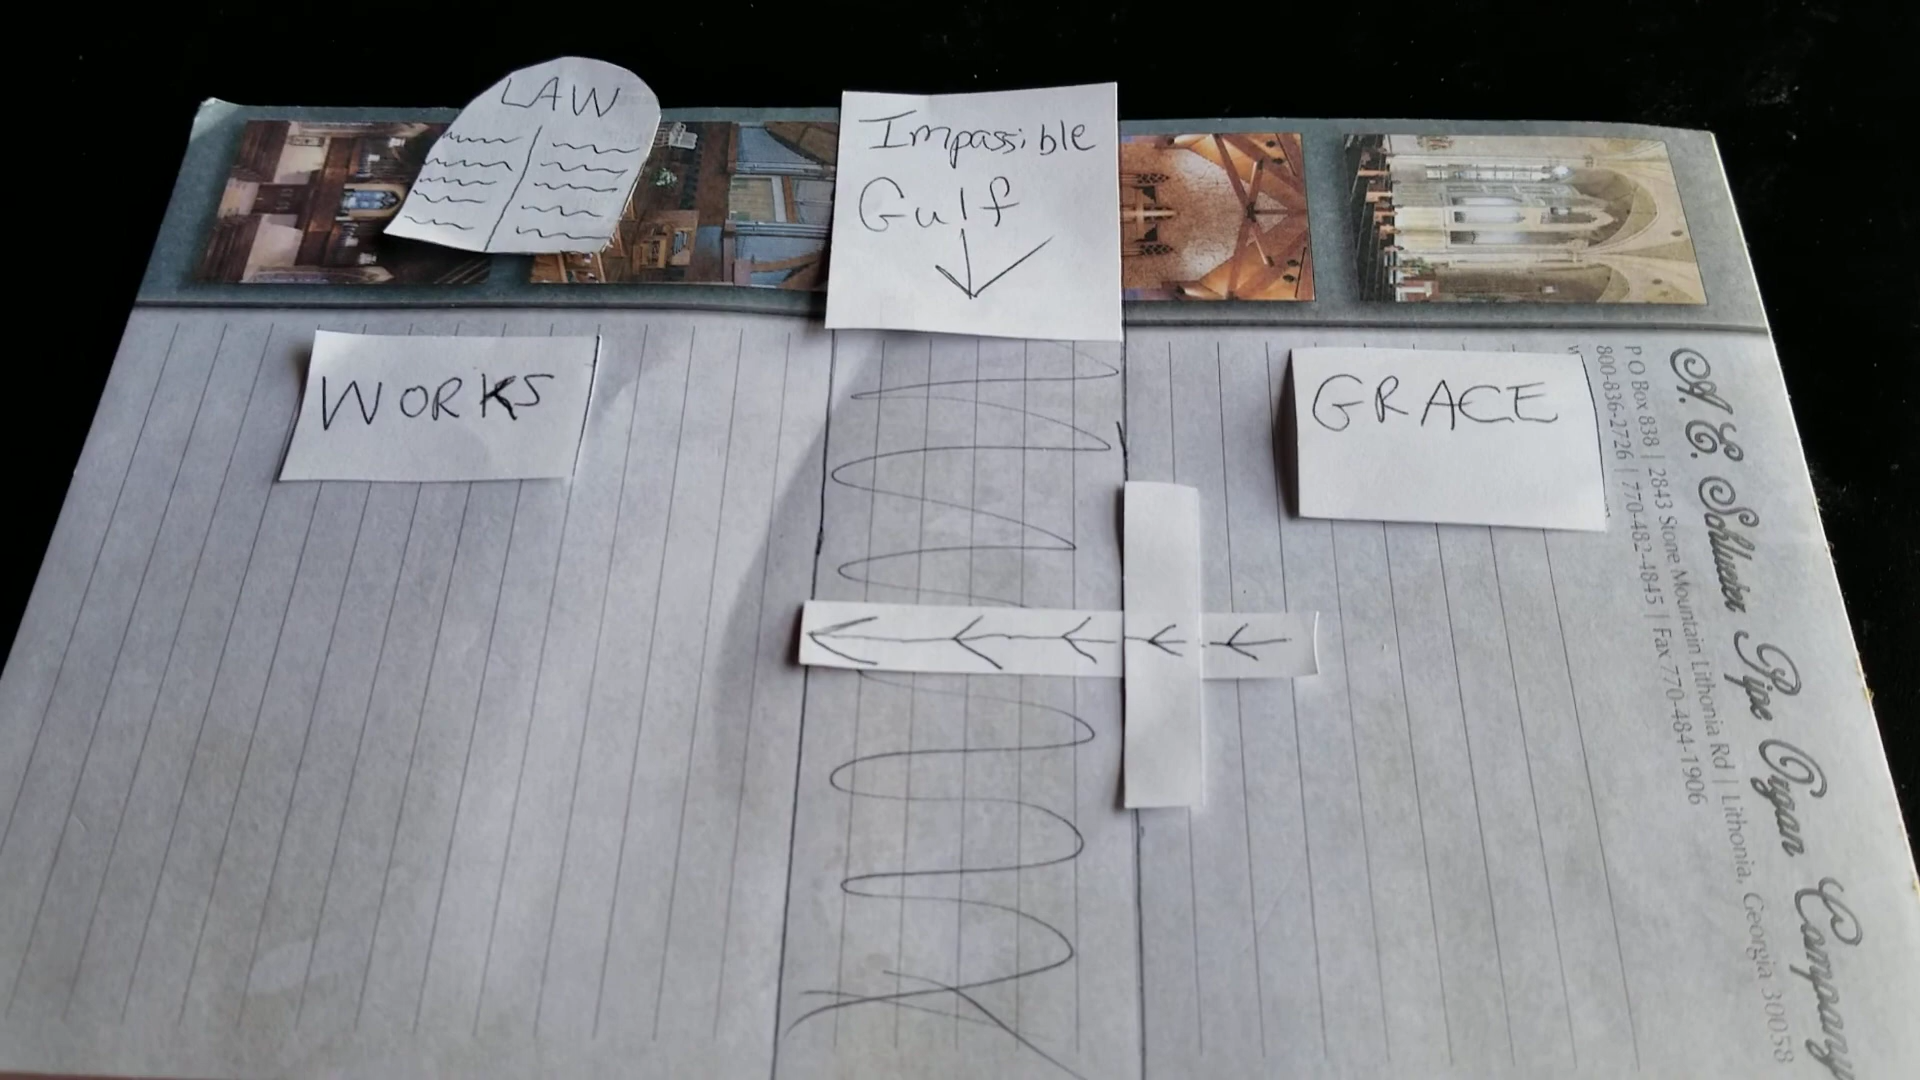 LAW
Impassible
Gulf
WORKS
GRACE
A. E. Schlueter Pipe Organ Company
P O Box 838 | 2843 Stone Mountain Lithonia Rd | Lithonia, Georgia 30058
800-836-2726 | 770-482-4845 | Fax 770-484-1906